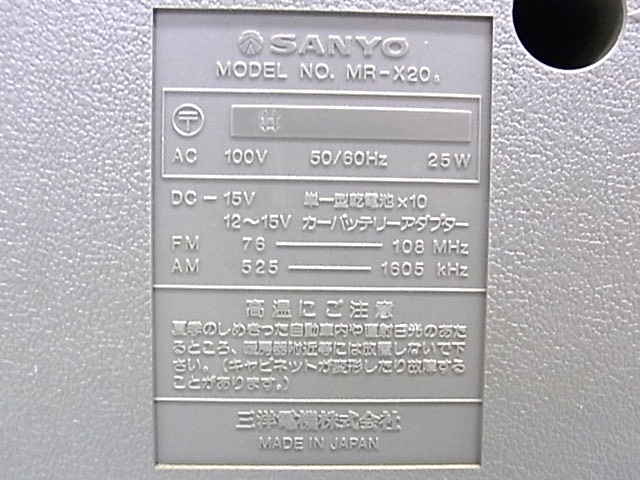 SANYO
MODEL NO. MR-X20
〒
AC 100V 50/60Hz 25W
DC-15V 単一型乾電池×10
12〜15V カーバッテリーアダプター
FM 76 — 108 MHz
AM 525 — 1605 kHz
高温にご注意
夏季のしめきった自動車内や直射日光のあた
るところ、暖房器附近等には放置しないで下
さい。(キャビネットが変形したり故障する
ことがあります。)
三洋電機株式会社
MADE IN JAPAN